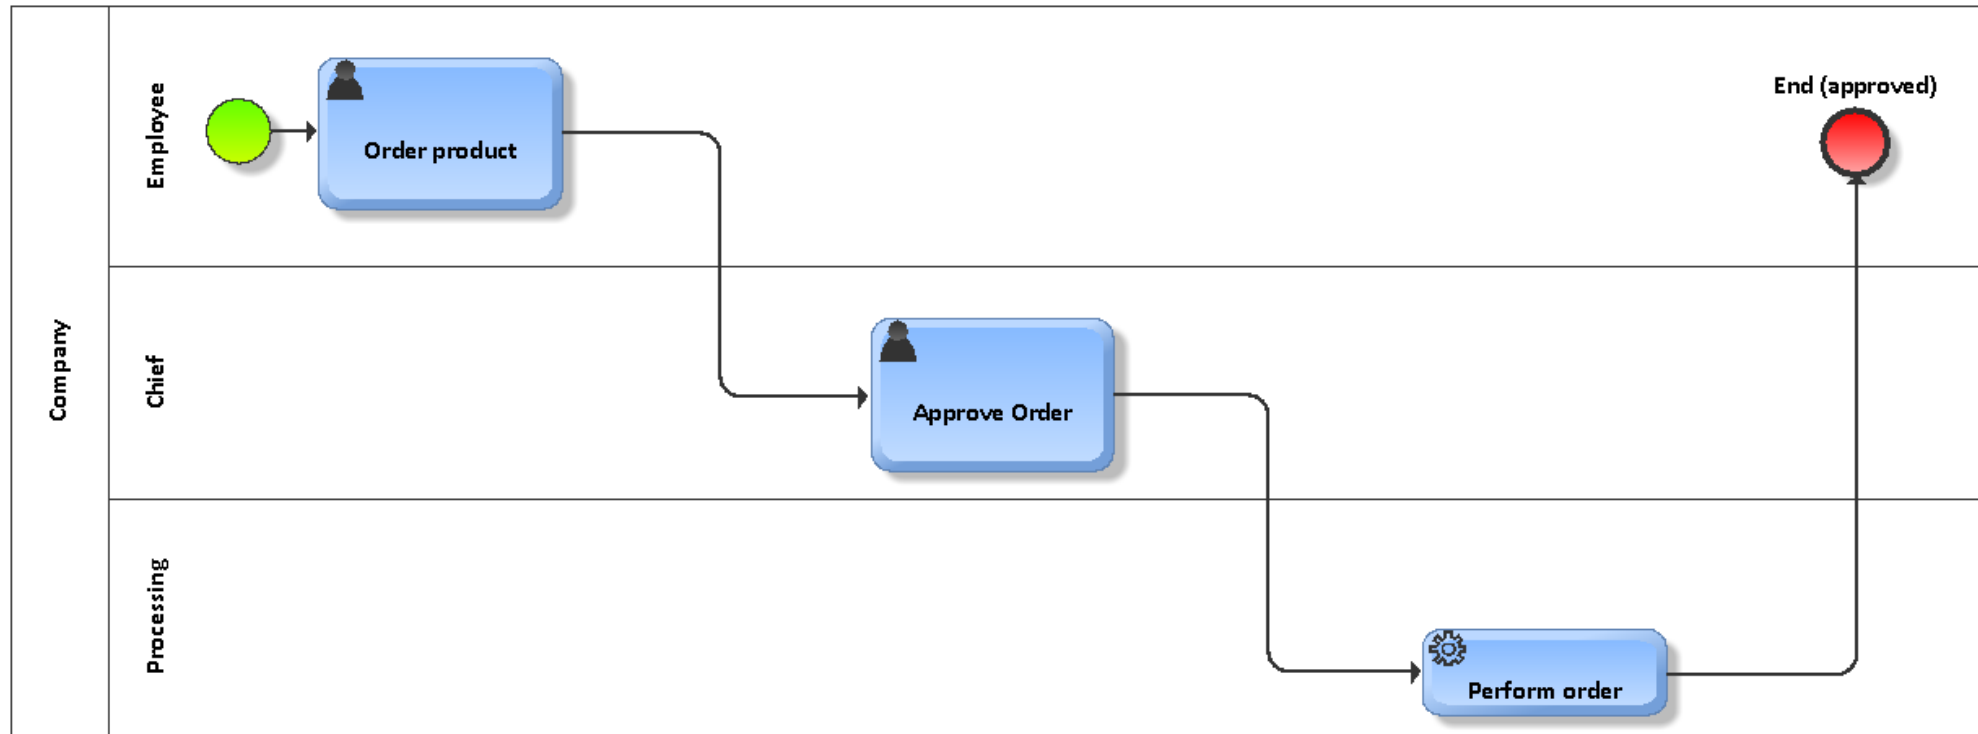 Company
Employee
Order product
End (approved)
Chief
Approve Order
Processing
Perform order